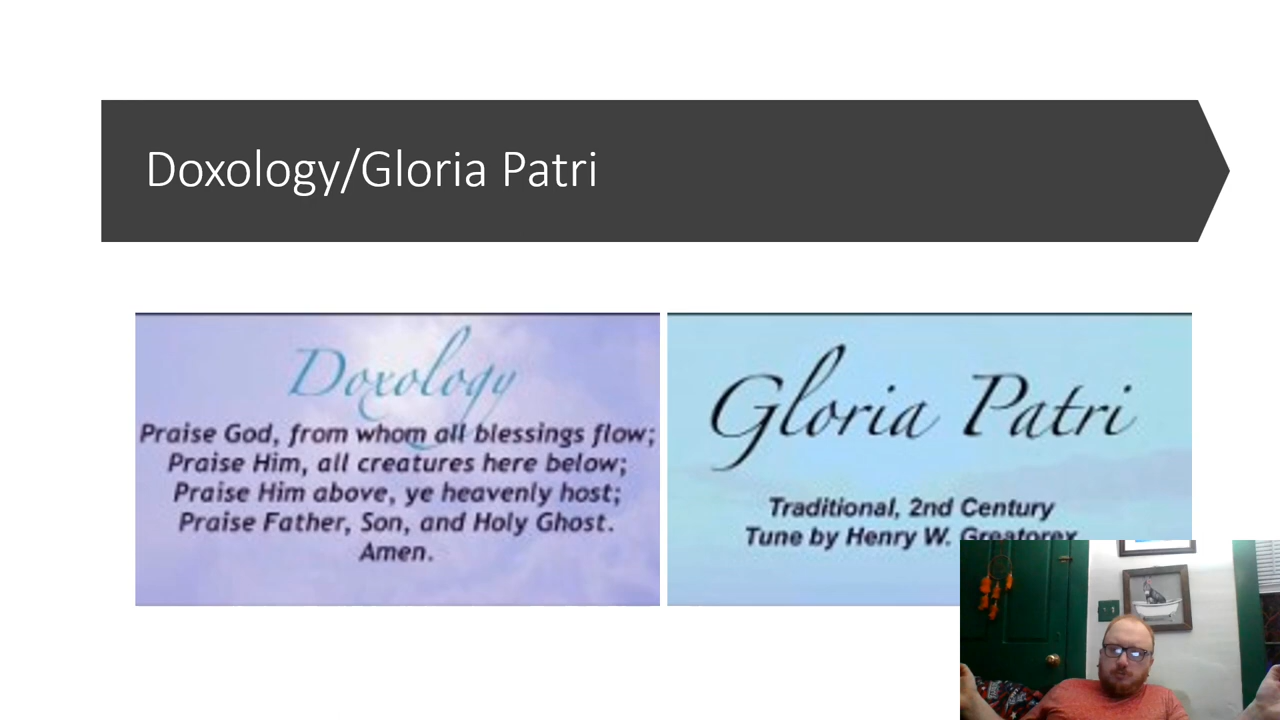 Doxology/Gloria Patri
Doxology
Praise God, from whom all blessings flow;
Praise Him, all creatures here below;
Praise Him above, ye heavenly host;
Praise Father, Son, and Holy Ghost.
Amen.
Gloria Patri
Traditional, 2nd Century
Tune by Henry W. Greatorex